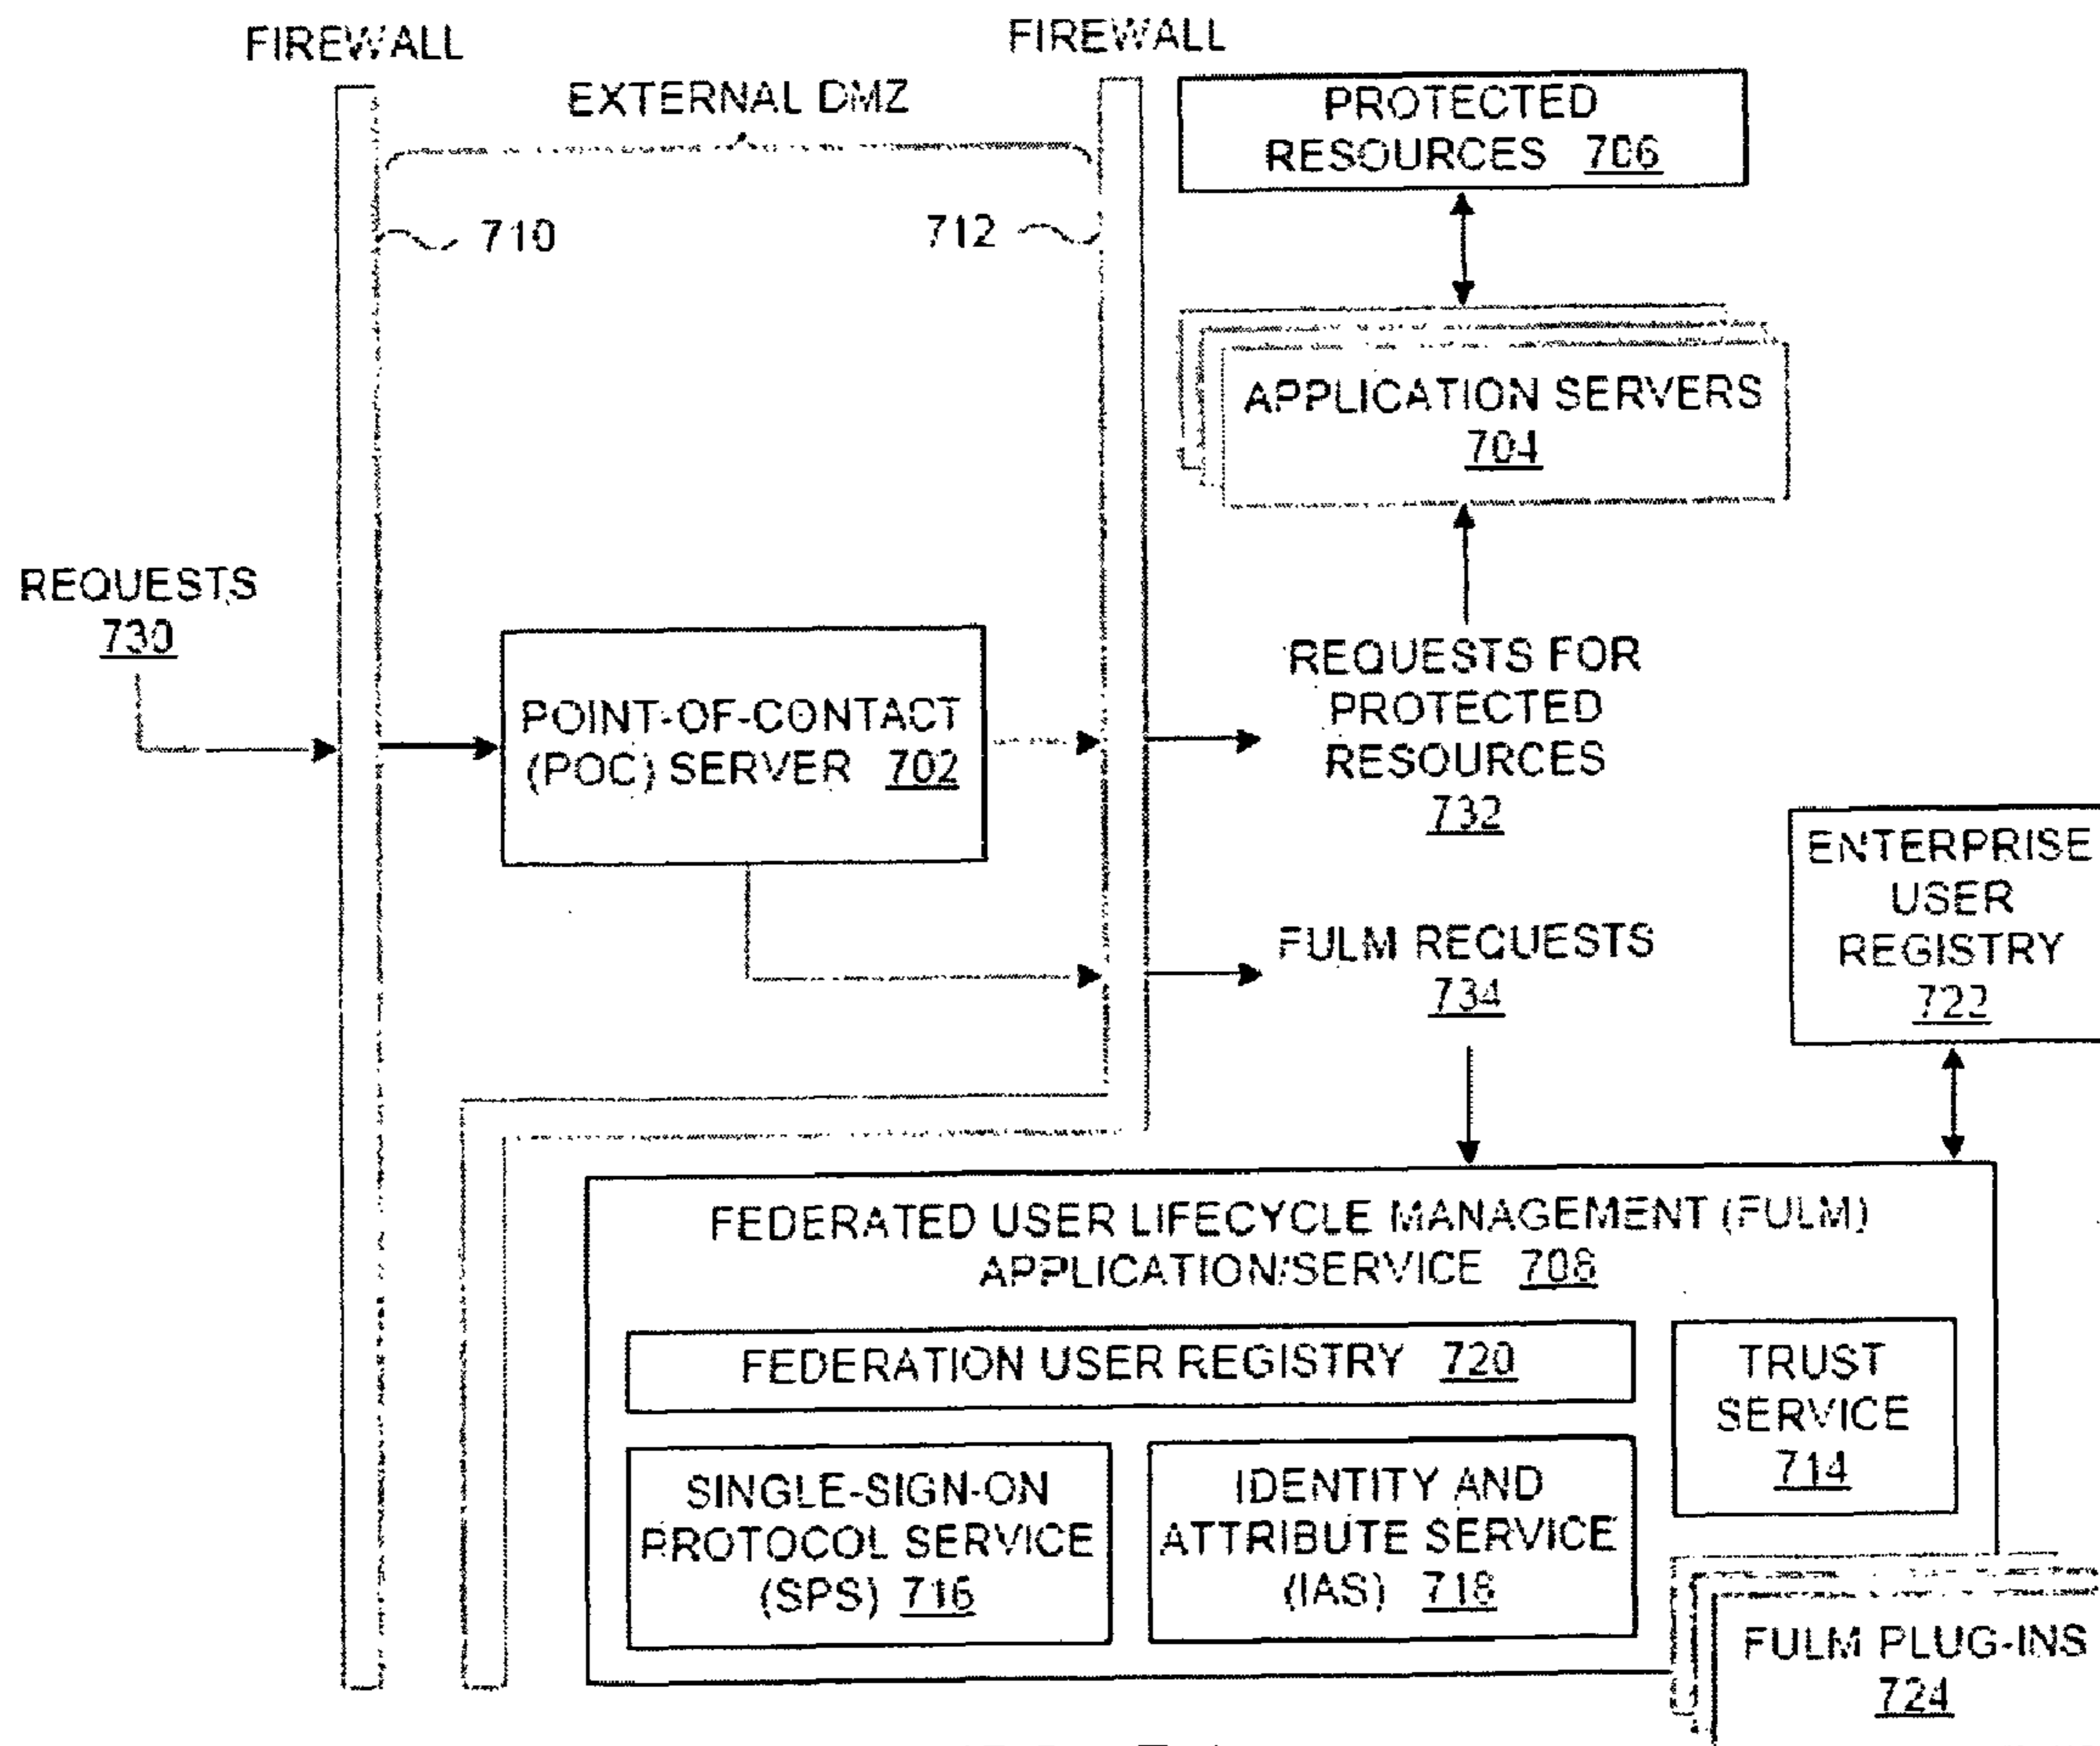 FIREWALL
FIREWALL
EXTERNAL DMZ
PROTECTED
RESOURCES 706
710
712
APPLICATION SERVERS
704
REQUESTS
730
POINT-OF-CONTACT
(POC) SERVER 702
REQUESTS FOR
PROTECTED
RESOURCES
732
ENTERPRISE
USER
REGISTRY
722
FULM REQUESTS
734
FEDERATED USER LIFECYCLE MANAGEMENT (FULM)
APPLICATION/SERVICE 708
FEDERATION USER REGISTRY 720
TRUST
SERVICE
714
SINGLE-SIGN-ON
PROTOCOL SERVICE
(SPS) 716
IDENTITY AND
ATTRIBUTE SERVICE
(IAS) 718
FULM PLUG-INS
724